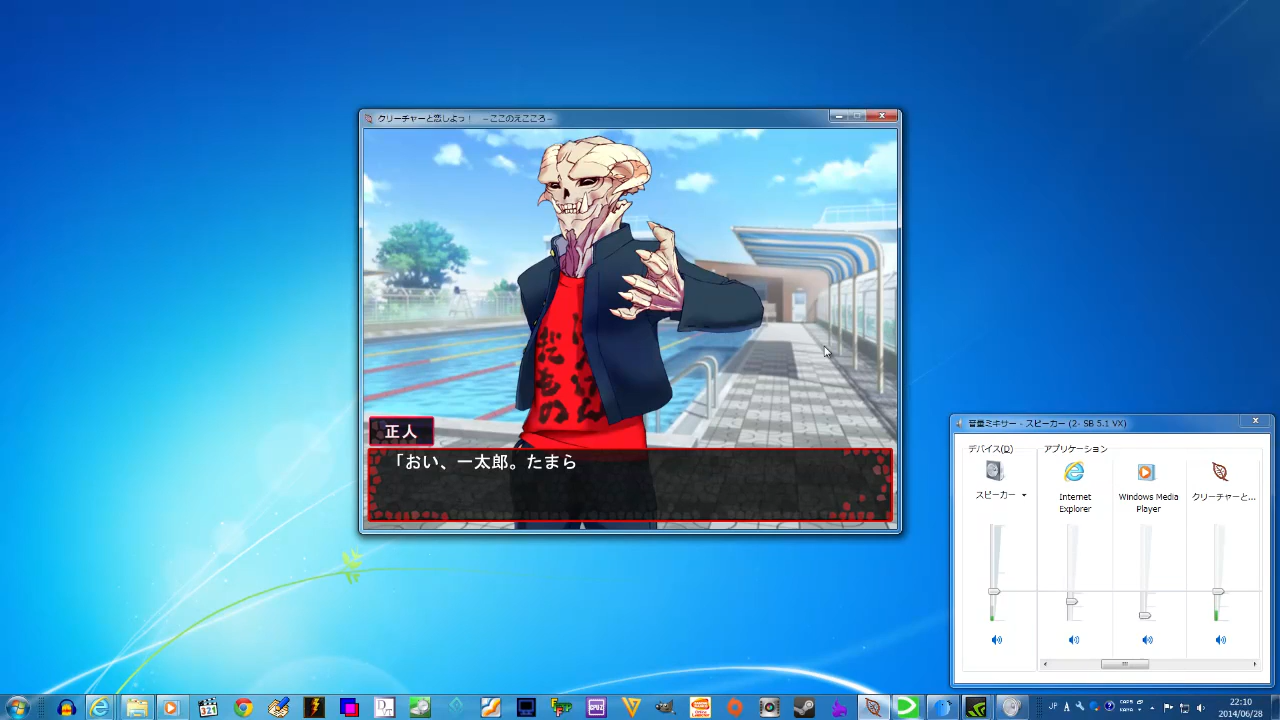 クリーチャーと恋しよっ！ －ここのえこころ－
だもの
正人
「おい、一太郎。たまら
音量ミキサー - スピーカー (2- SB 5.1 VX)
デバイス(D)
アプリケーション
スピーカー
Internet Explorer
Windows Media Player
クリーチャーと...
321
JP
22:10
2014/06/28